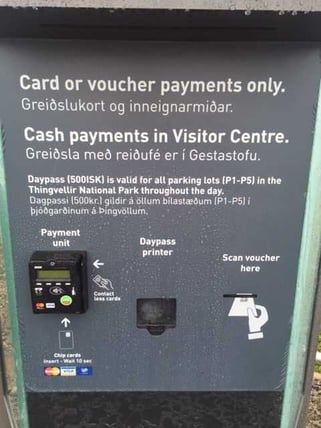 Card or voucher payments only.
Greiðslukort og inneignarmiðar.
Cash payments in Visitor Centre.
Greiðsla með reiðufé er í Gestastofu.
Daypass (500ISK) is valid for all parking lots (P1-P5) in the
Thingvellir National Park throughout the day.
Dagpassi (500kr.) gildir á öllum bílastæðum (P1-P5) í
þjóðgarðinum á Þingvöllum.
Payment
unit
Daypass
printer
Scan voucher
here
Contact
less cards
Chip cards
Insert - Wait 10 sec